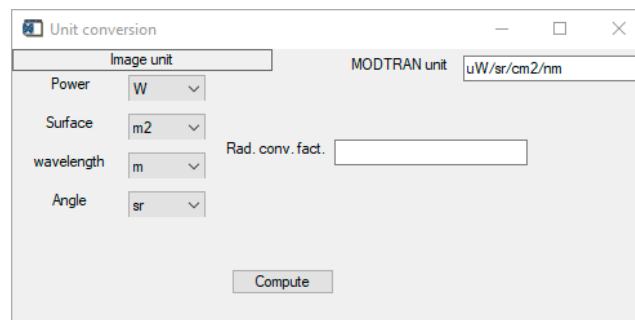 Unit conversion
Image unit
MODTRAN unit uW/sr/cm2/nm
Power W
Surface m2
Rad. conv. fact.
wavelength m
Angle sr
Compute